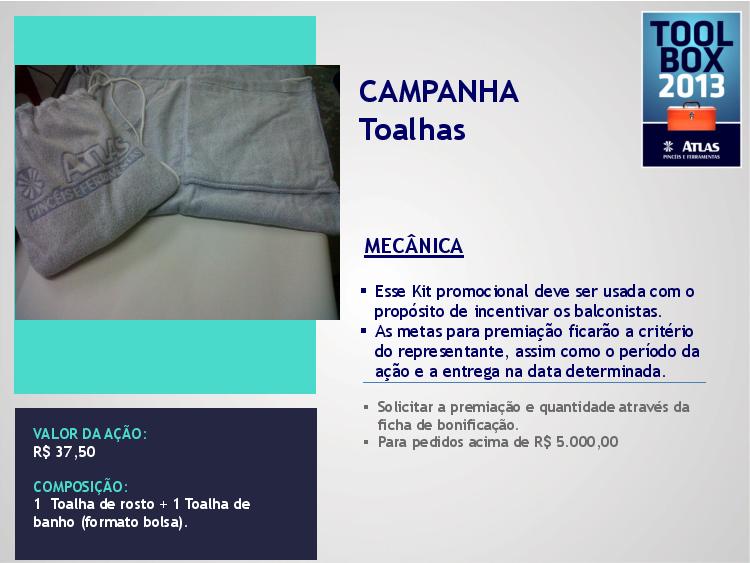 TOOL
BOX
2013
ATLAS
PINCÉIS E FERRAMENTAS
CAMPANHA
Toalhas
ATLAS
PINCÉIS E FERRAMENTAS
MECÂNICA
▪ Esse Kit promocional deve ser usada com o
propósito de incentivar os balconistas.
▪ As metas para premiação ficarão a critério
do representante, assim como o período da
ação e a entrega na data determinada.
▪ Solicitar a premiação e quantidade através da
ficha de bonificação.
▪ Para pedidos acima de R$ 5.000,00
VALOR DA AÇÃO:
R$ 37,50
COMPOSIÇÃO:
1 Toalha de rosto + 1 Toalha de
banho (formato bolsa).